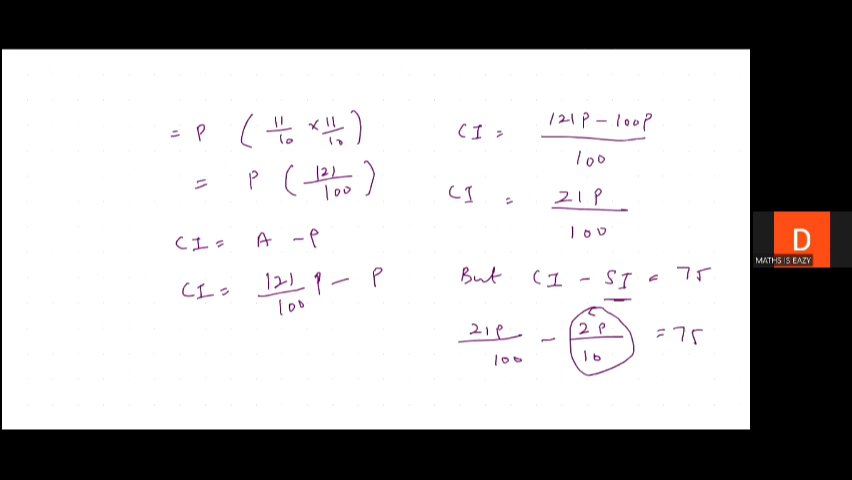 = P ( 11/10 × 11/10 )
= P ( 121/100 )
CI = A - P
CI = 121/100 P - P
CI = 121P - 100P / 100
CI = 21P / 100
But CI - SI = 75
21P/100 - 2P/10 = 75
D
MATHS IS EAZY